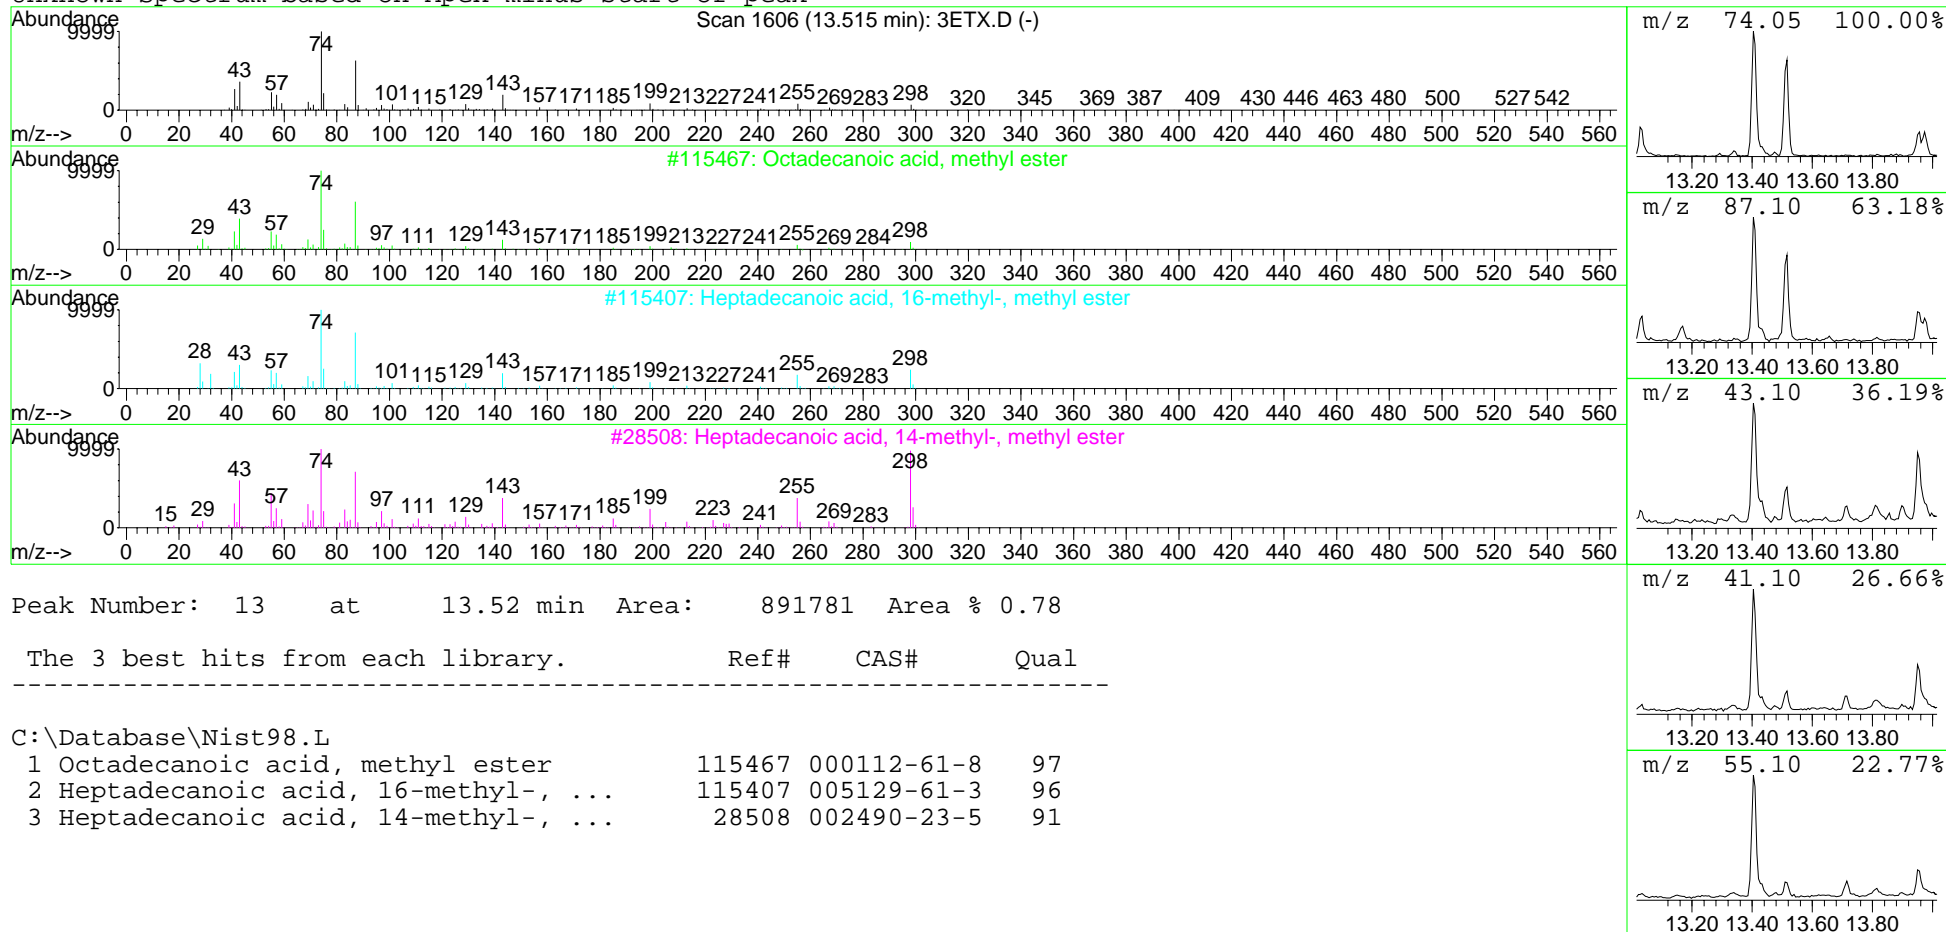 Unknown Spectrum based on Apex minus start of peak
Abundance
Scan 1606 (13.515 min): 3ETX.D (-)
9999
74
43
57
101 115 129 143 157 171 185 199 213 227 241 255 269 283 298 320 345 369 387 409 430 446 463 480 500 527 542
0
0 20 40 60 80 100 120 140 160 180 200 220 240 260 280 300 320 340 360 380 400 420 440 460 480 500 520 540 560
m/z-->
Abundance
#115467: Octadecanoic acid, methyl ester
9999
74
43
29 57
97 111 129 143 157 171 185 199 213 227 241 255 269 284 298
0
0 20 40 60 80 100 120 140 160 180 200 220 240 260 280 300 320 340 360 380 400 420 440 460 480 500 520 540 560
m/z-->
Abundance
#115407: Heptadecanoic acid, 16-methyl-, methyl ester
9999
74
28 43 57
101 115 129 143 157 171 185 199 213 227 241 255 269 283 298
0
0 20 40 60 80 100 120 140 160 180 200 220 240 260 280 300 320 340 360 380 400 420 440 460 480 500 520 540 560
m/z-->
Abundance
#28508: Heptadecanoic acid, 14-methyl-, methyl ester
9999
74 298
43
15 29 57 97 111 129 143 157 171 185 199 223 241 255 269 283
0
0 20 40 60 80 100 120 140 160 180 200 220 240 260 280 300 320 340 360 380 400 420 440 460 480 500 520 540 560
m/z-->
m/z 74.05 100.00%
13.20 13.40 13.60 13.80
m/z 87.10 63.18%
13.20 13.40 13.60 13.80
m/z 43.10 36.19%
13.20 13.40 13.60 13.80
m/z 41.10 26.66%
13.20 13.40 13.60 13.80
m/z 55.10 22.77%
13.20 13.40 13.60 13.80
Peak Number: 13 at 13.52 min Area: 891781 Area % 0.78
The 3 best hits from each library. Ref# CAS# Qual
---------------------------------------------------------------------
C:\Database\Nist98.L
1 Octadecanoic acid, methyl ester 115467 000112-61-8 97
2 Heptadecanoic acid, 16-methyl-, ... 115407 005129-61-3 96
3 Heptadecanoic acid, 14-methyl-, ... 28508 002490-23-5 91